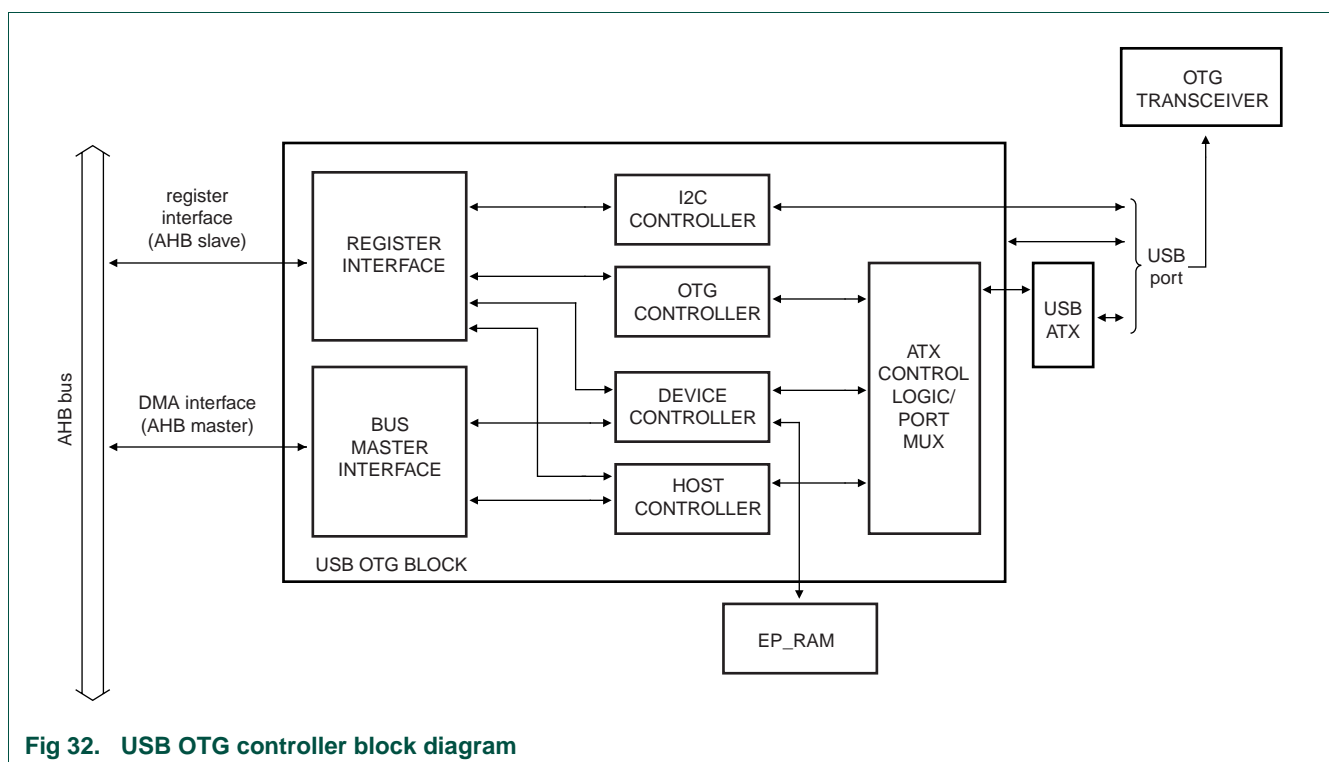 OTG
TRANSCEIVER
AHB bus
register
interface
(AHB slave)
DMA interface
(AHB master)
REGISTER
INTERFACE
BUS
MASTER
INTERFACE
USB OTG BLOCK
I2C
CONTROLLER
OTG
CONTROLLER
DEVICE
CONTROLLER
HOST
CONTROLLER
ATX
CONTROL
LOGIC/
PORT
MUX
USB
ATX
USB
port
EP_RAM
Fig 32. USB OTG controller block diagram